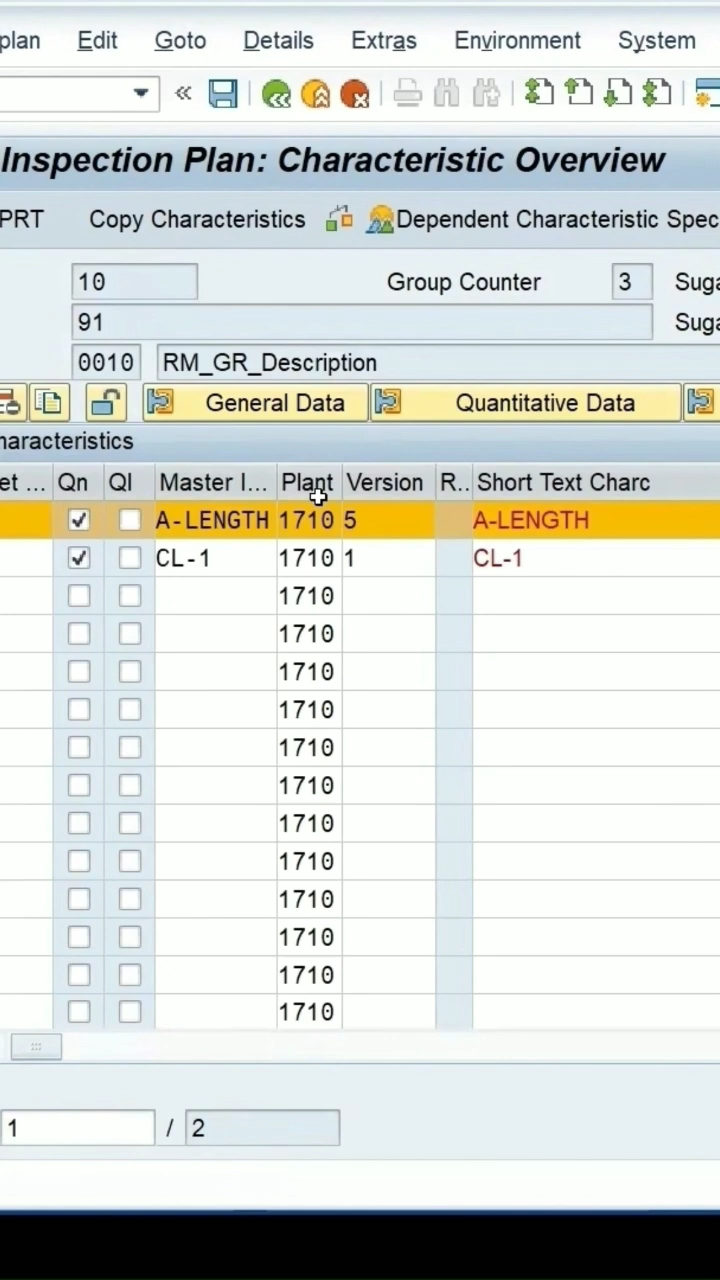 plan Edit Goto Details Extras Environment System
Inspection Plan: Characteristic Overview
PRT Copy Characteristics Dependent Characteristic Spec
10 Group Counter 3 Suga
91 Suga
0010 RM_GR_Description
General Data Quantitative Data
haracteristics
et ... Qn Ql Master I... Plant Version R.. Short Text Charc
A-LENGTH 1710 5 A-LENGTH
CL-1 1710 1 CL-1
1710
1710
1710
1710
1710
1710
1710
1710
1710
1710
1710
1710
1 / 2